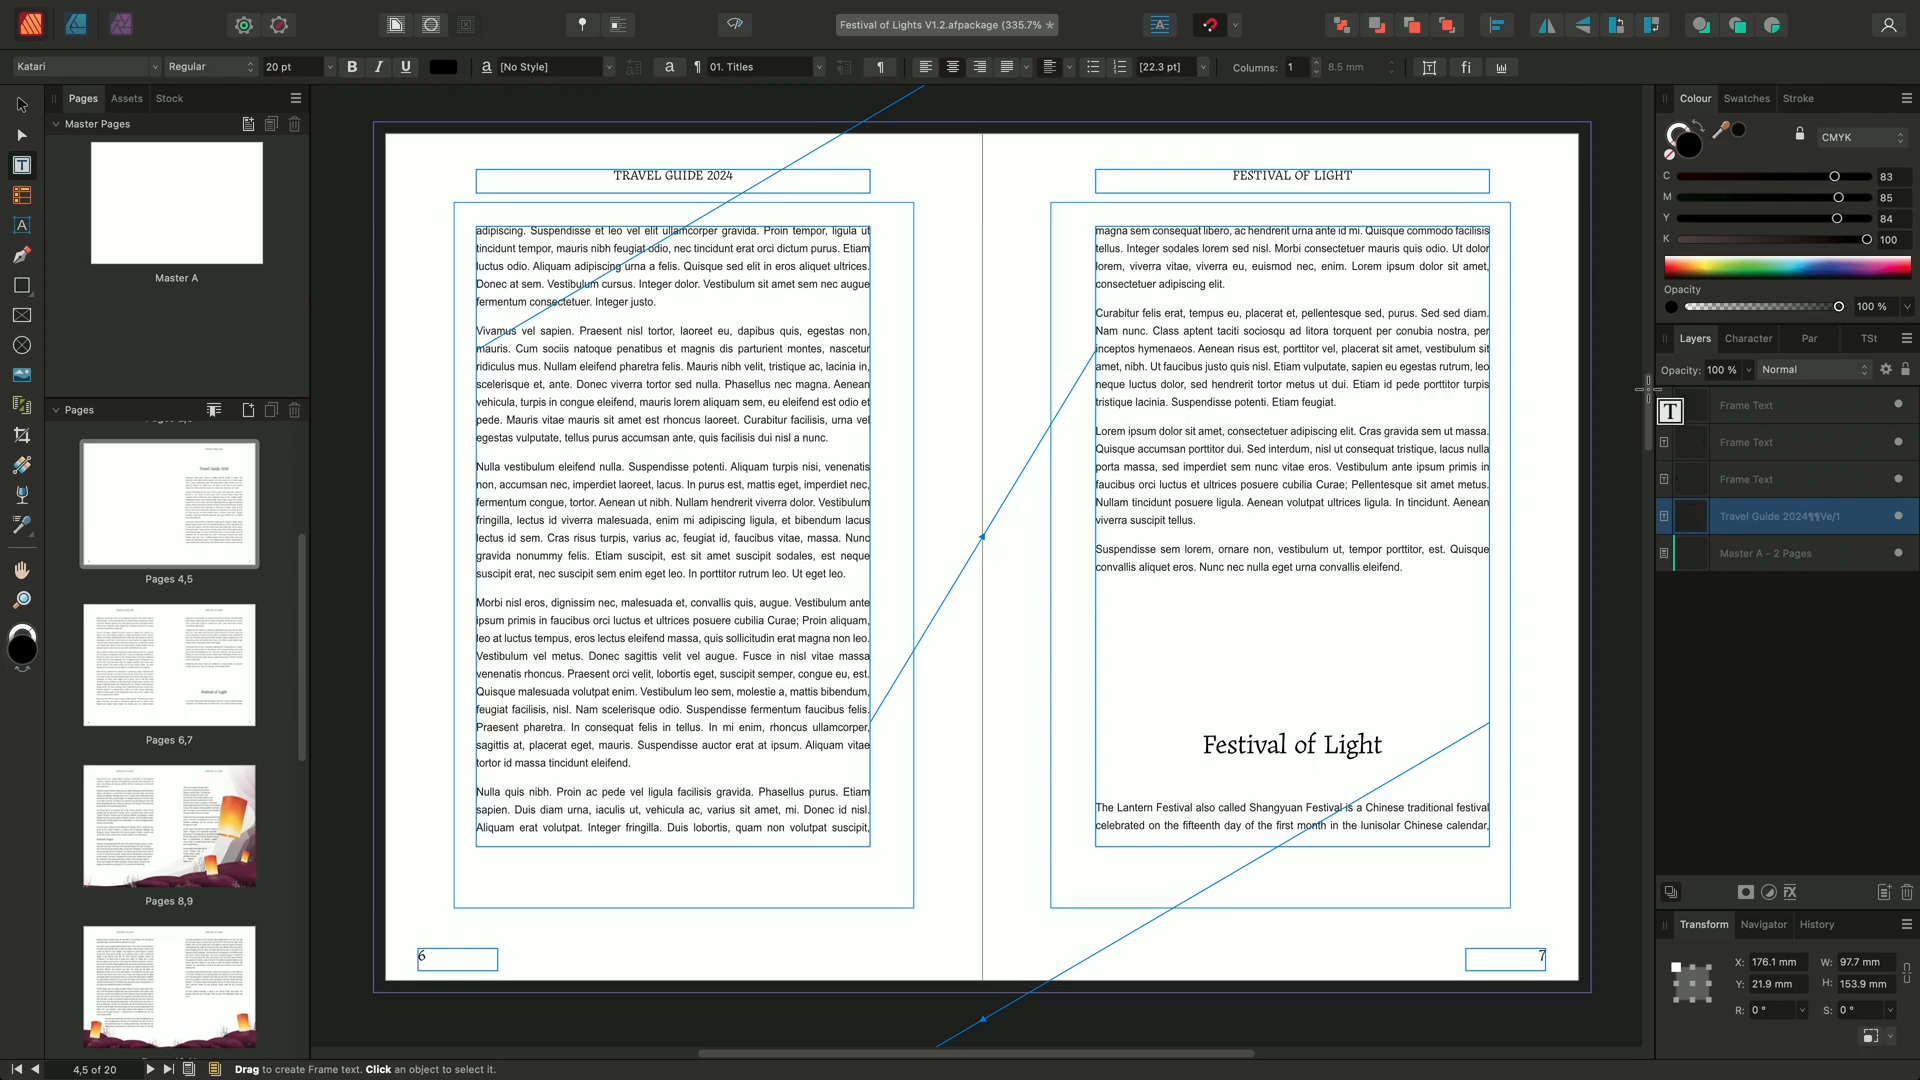 Festival of Lights V1.2.afpackage (335.7% *
Katari
Regular
20 pt
B
I
U
a
[No Style]
a
¶
01. Titles
¶
[22.3 pt]
Columns:
1
8.5 mm
fi
Pages
Assets
Stock
Master Pages
Master A
Pages
Travel Guide 2024
Pages 4,5
Festival of Light
Pages 6,7
Pages 8,9
4,5 of 20
Drag to create Frame text. Click an object to select it.
TRAVEL GUIDE 2024
adipiscing. Suspendisse et leo vel elit ullamcorper gravida. Proin tempor, ligula ut
tincidunt tempor, mauris nibh feugiat odio, nec tincidunt erat orci dictum purus. Etiam
luctus odio. Aliquam adipiscing urna a felis. Quisque sed elit in eros aliquet ultrices.
Donec at sem. Vestibulum cursus. Integer dolor. Vestibulum sit amet sem nec augue
fermentum consectetuer. Integer justo.
Vivamus vel sapien. Praesent nisl tortor, laoreet eu, dapibus quis, egestas non,
mauris. Cum sociis natoque penatibus et magnis dis parturient montes, nascetur
ridiculus mus. Nullam eleifend pharetra felis. Mauris nibh velit, tristique ac, lacinia in,
scelerisque et, ante. Donec viverra tortor sed nulla. Phasellus nec magna. Aenean
vehicula, turpis in congue eleifend, mauris lorem aliquam sem, eu eleifend est odio et
pede. Mauris vitae mauris sit amet est rhoncus laoreet. Curabitur facilisis, urna vel
egestas vulputate, tellus purus accumsan ante, quis facilisis dui nisl a nunc.
Nulla vestibulum eleifend nulla. Suspendisse potenti. Aliquam turpis nisi, venenatis
non, accumsan nec, imperdiet laoreet, lacus. In purus est, mattis eget, imperdiet nec,
fermentum congue, tortor. Aenean ut nibh. Nullam hendrerit viverra dolor. Vestibulum
fringilla, lectus id viverra malesuada, enim mi adipiscing ligula, et bibendum lacus
lectus id sem. Cras risus turpis, varius ac, feugiat id, faucibus vitae, massa. Nunc
gravida nonummy felis. Etiam suscipit, est sit amet suscipit sodales, est neque
suscipit erat, nec suscipit sem enim eget leo. In porttitor rutrum leo. Ut eget leo.
Morbi nisl eros, dignissim nec, malesuada et, convallis quis, augue. Vestibulum ante
ipsum primis in faucibus orci luctus et ultrices posuere cubilia Curae; Proin aliquam,
leo at luctus tempus, eros lectus eleifend massa, quis sollicitudin erat magna non leo.
Vestibulum vel metus. Donec sagittis velit vel augue. Fusce in nisl vitae massa
venenatis rhoncus. Praesent orci velit, lobortis eget, suscipit semper, congue eu, est.
Quisque malesuada volutpat enim. Vestibulum leo sem, molestie a, mattis bibendum,
feugiat facilisis, nisl. Nam scelerisque odio. Suspendisse fermentum faucibus felis.
Praesent pharetra. In consequat felis in tellus. In mi enim, rhoncus ullamcorper,
sagittis at, placerat eget, mauris. Suspendisse auctor erat at ipsum. Aliquam vitae
tortor id massa tincidunt eleifend.
Nulla quis nibh. Proin ac pede vel ligula facilisis gravida. Phasellus purus. Etiam
sapien. Duis diam urna, iaculis ut, vehicula ac, varius sit amet, mi. Donec id nisl.
Aliquam erat volutpat. Integer fringilla. Duis lobortis, quam non volutpat suscipit,
6
FESTIVAL OF LIGHT
magna sem consequat libero, ac hendrerit urna ante id mi. Quisque commodo facilisis
tellus. Integer sodales lorem sed nisl. Morbi consectetuer mauris quis odio. Ut dolor
lorem, viverra vitae, viverra eu, euismod nec, enim. Lorem ipsum dolor sit amet,
consectetuer adipiscing elit.
Curabitur felis erat, tempus eu, placerat et, pellentesque sed, purus. Sed sed diam.
Nam nunc. Class aptent taciti sociosqu ad litora torquent per conubia nostra, per
inceptos hymenaeos. Aenean risus est, porttitor vel, placerat sit amet, vestibulum sit
amet, nibh. Ut faucibus justo quis nisl. Etiam vulputate, sapien eu egestas rutrum, leo
neque luctus dolor, sed hendrerit tortor metus ut dui. Etiam id pede porttitor turpis
tristique lacinia. Suspendisse potenti. Etiam feugiat.
Lorem ipsum dolor sit amet, consectetuer adipiscing elit. Cras gravida sem ut massa.
Quisque accumsan porttitor dui. Sed interdum, nisl ut consequat tristique, lacus nulla
porta massa, sed imperdiet sem nunc vitae eros. Vestibulum ante ipsum primis in
faucibus orci luctus et ultrices posuere cubilia Curae; Pellentesque sit amet metus.
Nullam tincidunt posuere ligula. Aenean volutpat ultrices ligula. In tincidunt. Aenean
viverra suscipit tellus.
Suspendisse sem lorem, ornare non, vestibulum ut, tempor porttitor, est. Quisque
convallis aliquet eros. Nunc nec nulla eget urna convallis eleifend.
Festival of Light
The Lantern Festival also called Shangyuan Festival is a Chinese traditional festival
celebrated on the fifteenth day of the first month in the lunisolar Chinese calendar,
7
Colour
Swatches
Stroke
CMYK
C
83
M
85
Y
84
K
100
Opacity
100 %
Layers
Character
Par
TSt
Opacity:
100 %
Normal
T
Frame Text
Frame Text
Frame Text
Travel Guide 2024¶¶Ve/1
Master A - 2 Pages
FX
Transform
Navigator
History
X:
176.1 mm
W:
97.7 mm
Y:
21.9 mm
H:
153.9 mm
R:
0 °
S:
0 °